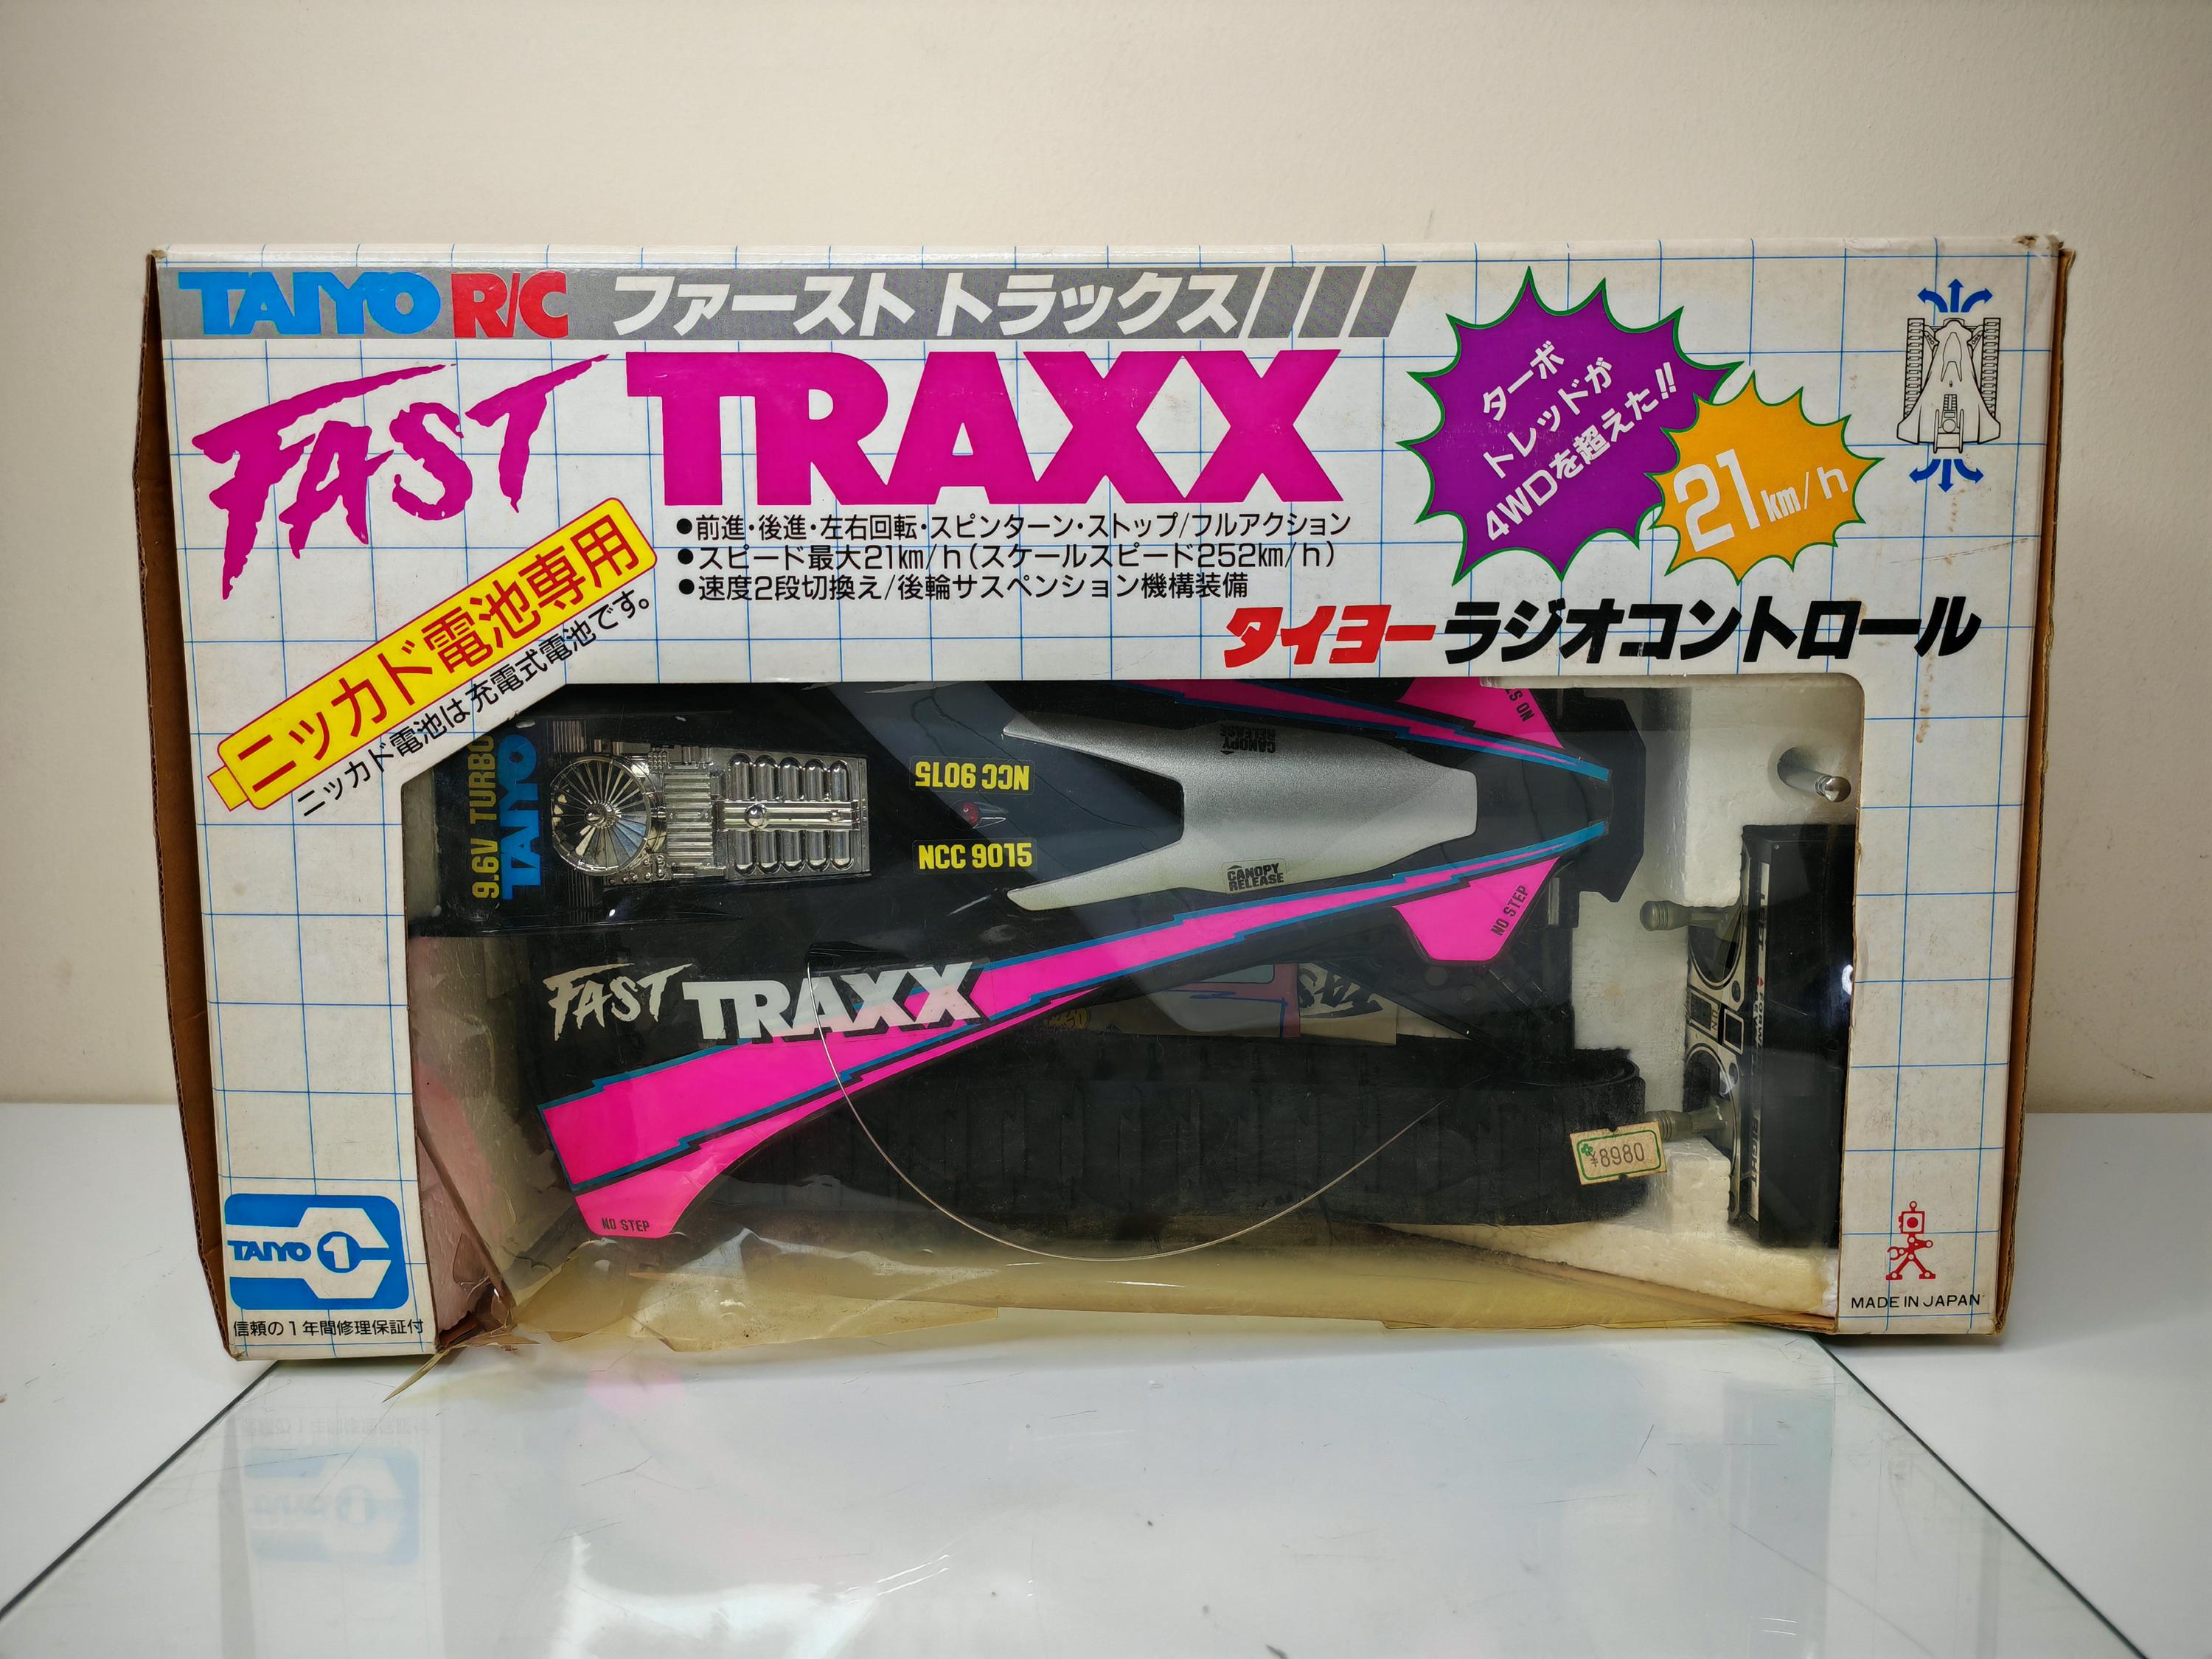 TAIYO R/C ファースト トラックス
FAST TRAXX
ターボ
トレッドが
4WDを超えた!!
21km/h
●前進・後進・左右回転・スピンターン・ストップ/フルアクション
●スピード最大21km/h(スケールスピード252km/h)
●速度2段切換え/後輪サスペンション機構装備
ニッカド電池専用
ニッカド電池は充電式電池です。
タイヨーラジオコントロール
9.6V TURBO
TAIYO
NCC 9015
NCC 9015
CANOPY RELEASE
CANOPY
RELEASE
NO ST
NO STEP
FAST TRAXX
NO STEP
¥8980
TAIYO 1
信頼の1年間修理保証付
MADE IN JAPAN